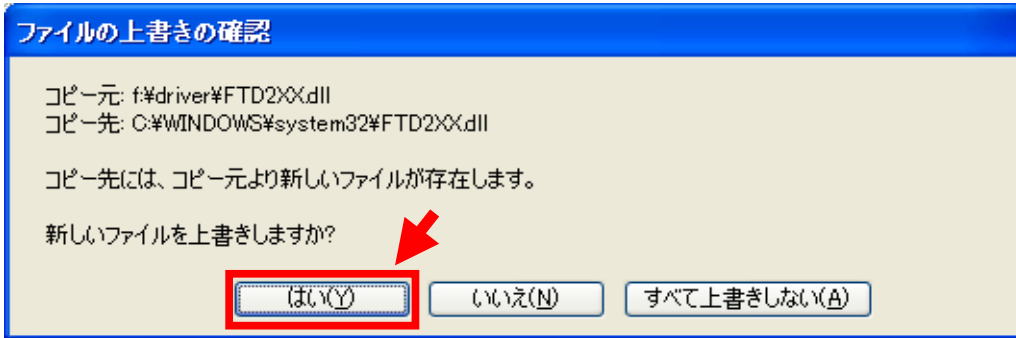 ファイルの上書きの確認
コピー元: f:¥driver¥FTD2XX.dll
コピー先: C:¥WINDOWS¥system32¥FTD2XX.dll
コピー先には、コピー元より新しいファイルが存在します。
新しいファイルを上書きしますか?
はい(Y) いいえ(N) すべて上書きしない(A)